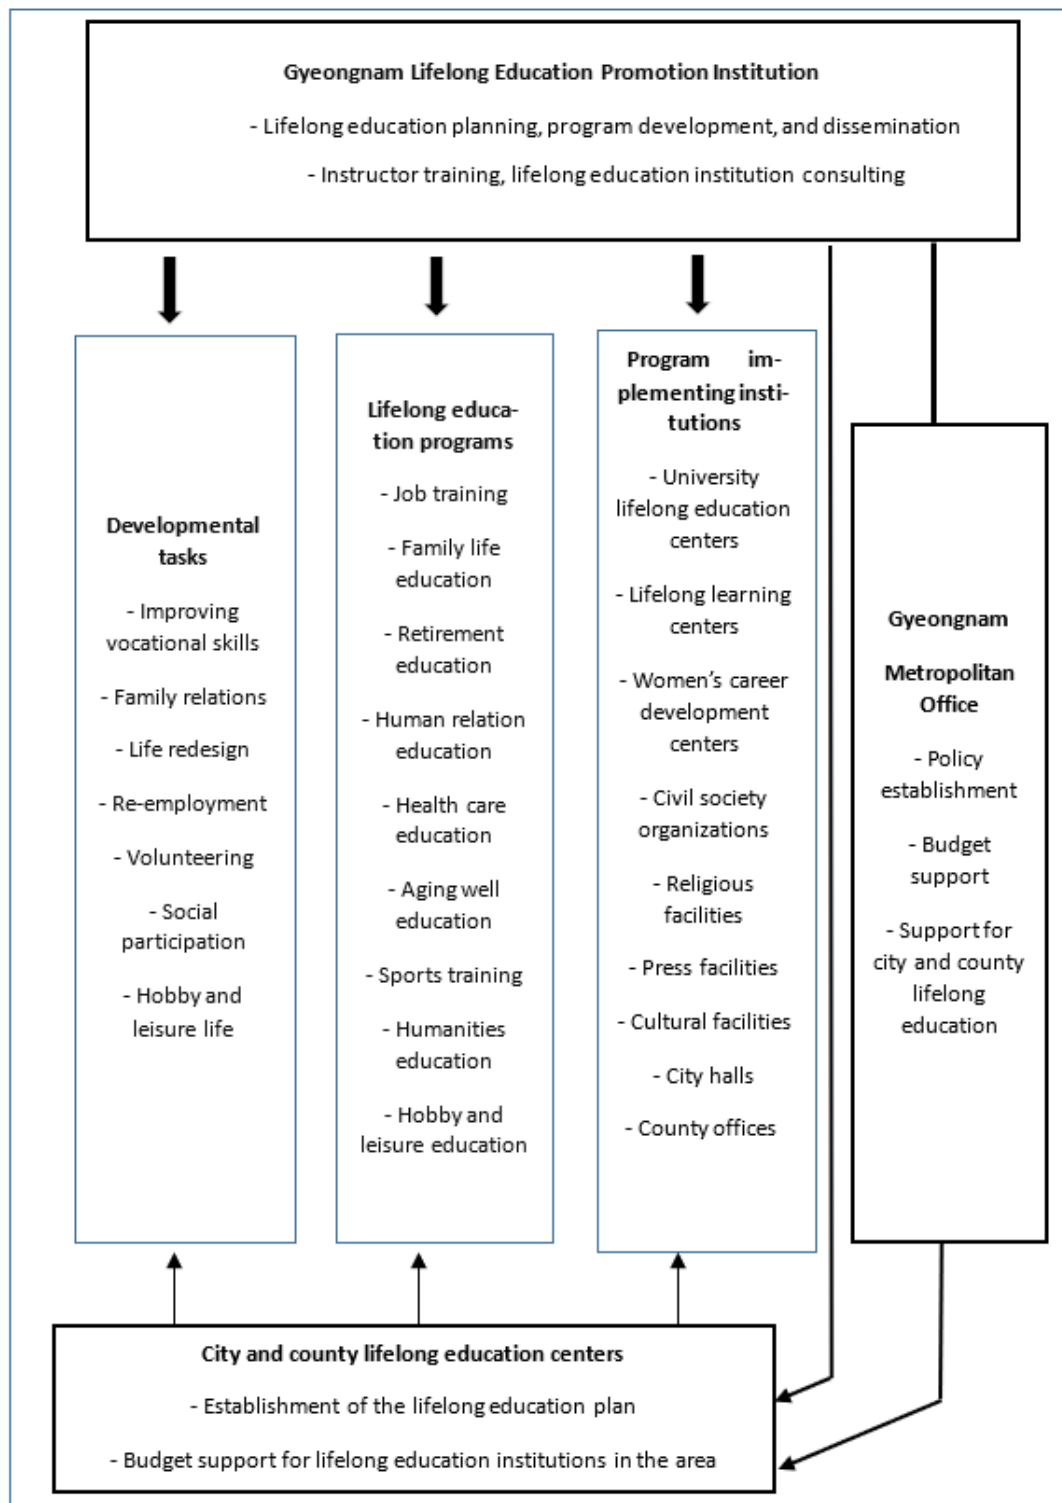 Gyeongnam Lifelong Education Promotion Institution
- Lifelong education planning, program development, and dissemination
- Instructor training, lifelong education institution consulting
Developmental
tasks
- Improving
vocational skills
- Family relations
- Life redesign
- Re-employment
- Volunteering
- Social
participation
- Hobby and
leisure life
Lifelong educa-
tion programs
- Job training
- Family life
education
- Retirement
education
- Human relation
education
- Health care
education
- Aging well
education
- Sports training
- Humanities
education
- Hobby and
leisure education
Program im-
plementing insti-
tutions
- University
lifelong education
centers
- Lifelong learning
centers
- Women's career
development
centers
- Civil society
organizations
- Religious
facilities
- Press facilities
- Cultural facilities
- City halls
- County offices
Gyeongnam
Metropolitan
Office
- Policy
establishment
- Budget
support
- Support for
city and county
lifelong
education
City and county lifelong education centers
- Establishment of the lifelong education plan
- Budget support for lifelong education institutions in the area